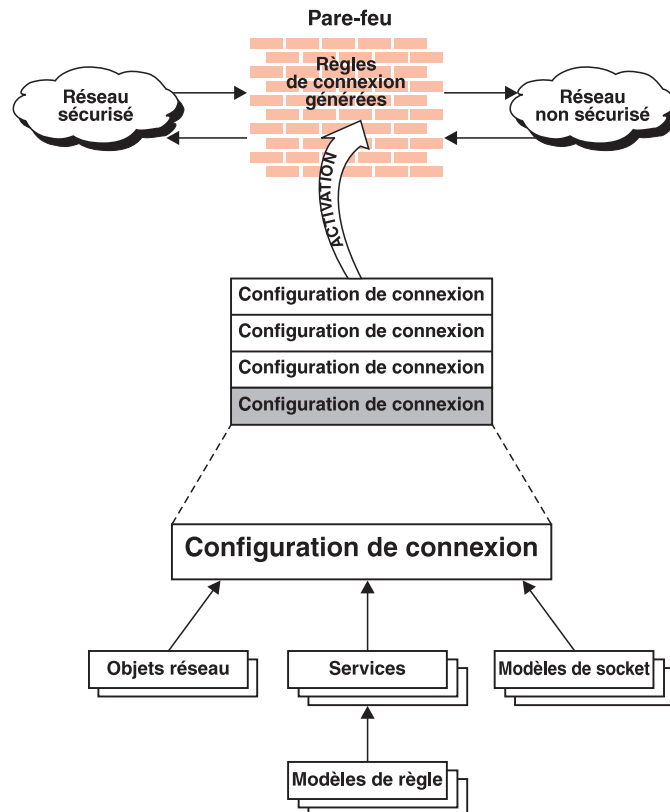 Pare-feu
Règles
de connexion
générées
Réseau
sécurisé
Réseau
non sécurisé
ACTIVATION
Configuration de connexion
Configuration de connexion
Configuration de connexion
Configuration de connexion
Configuration de connexion
Objets réseau
Services
Modèles de socket
Modèles de règle